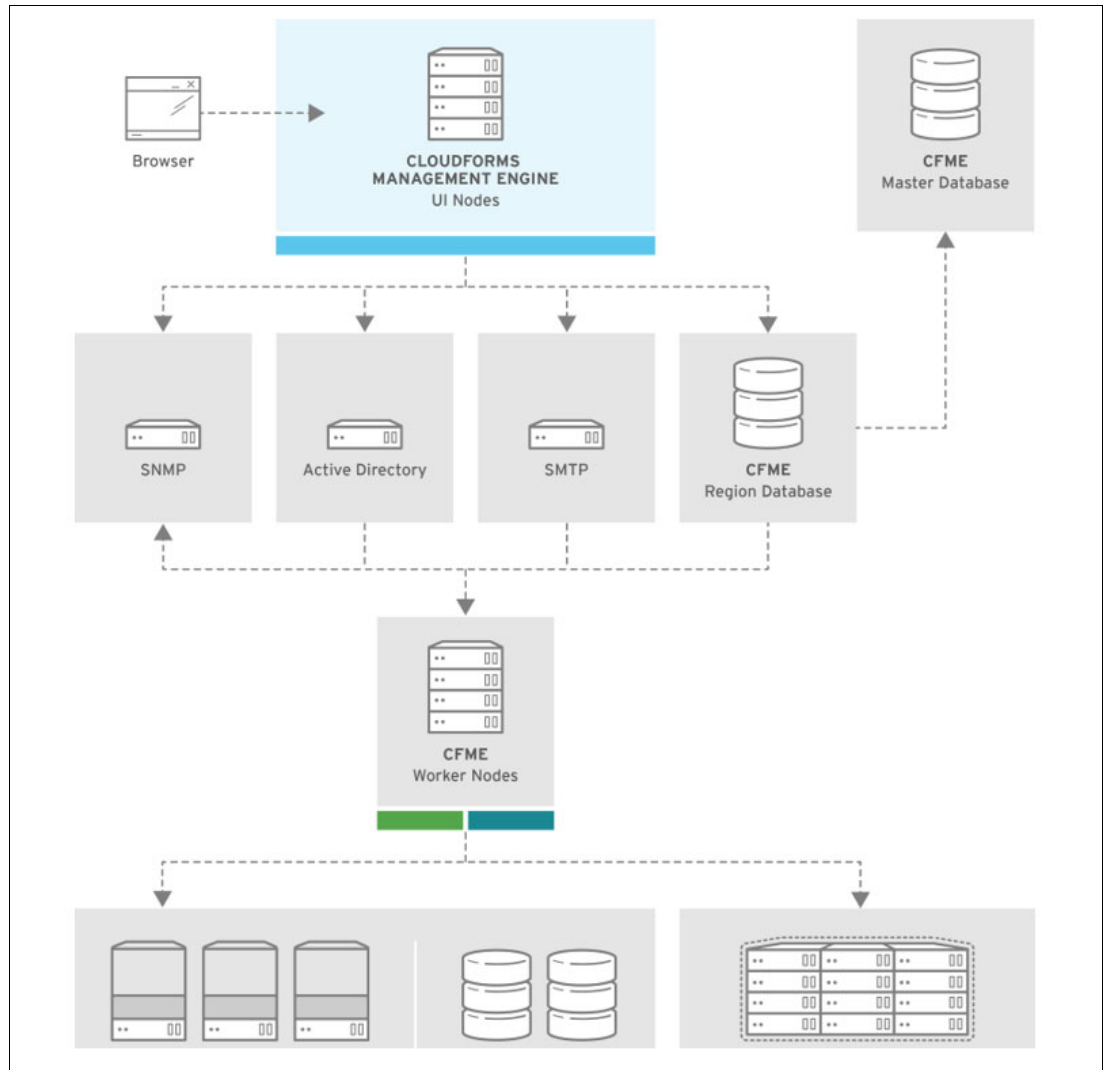 Browser
CLOUDFORMS
MANAGEMENT ENGINE
UI Nodes
CFME
Master Database
SNMP
Active Directory
SMTP
CFME
Region Database
CFME
Worker Nodes